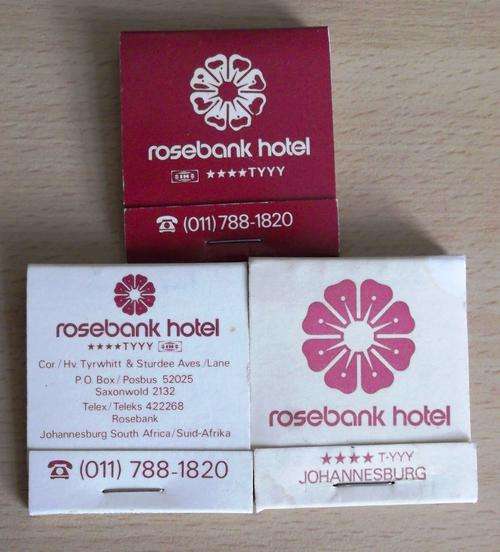 rosebank hotel
★★★★TYYY
☎ (011) 788-1820
rosebank hotel
★★★★TYYY
Cor/Hv Tyrwhitt & Sturdee Aves./Lane
P.O. Box/Posbus 52025
Saxonwold 2132
Telex/Teleks 422268
Rosebank
Johannesburg South Africa/Suid-Afrika
☎ (011) 788-1820
rosebank hotel
★★★★ T·YYY
JOHANNESBURG